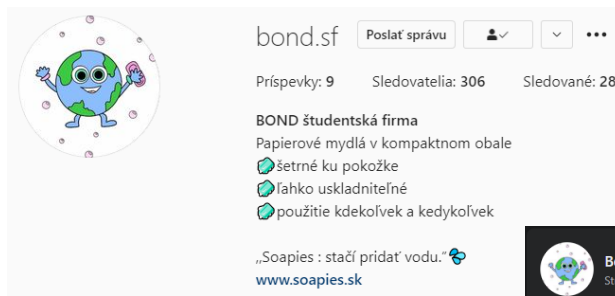 bond.sf Poslať správu
Príspevky: 9 Sledovatelia: 306 Sledované: 28
BOND študentská firma
Papierové mydlá v kompaktnom obale
šetrné ku pokožke
ľahko uskladniteľné
použitie kdekoľvek a kedykoľvek
„Soapies : stačí pridať vodu.“
www.soapies.sk